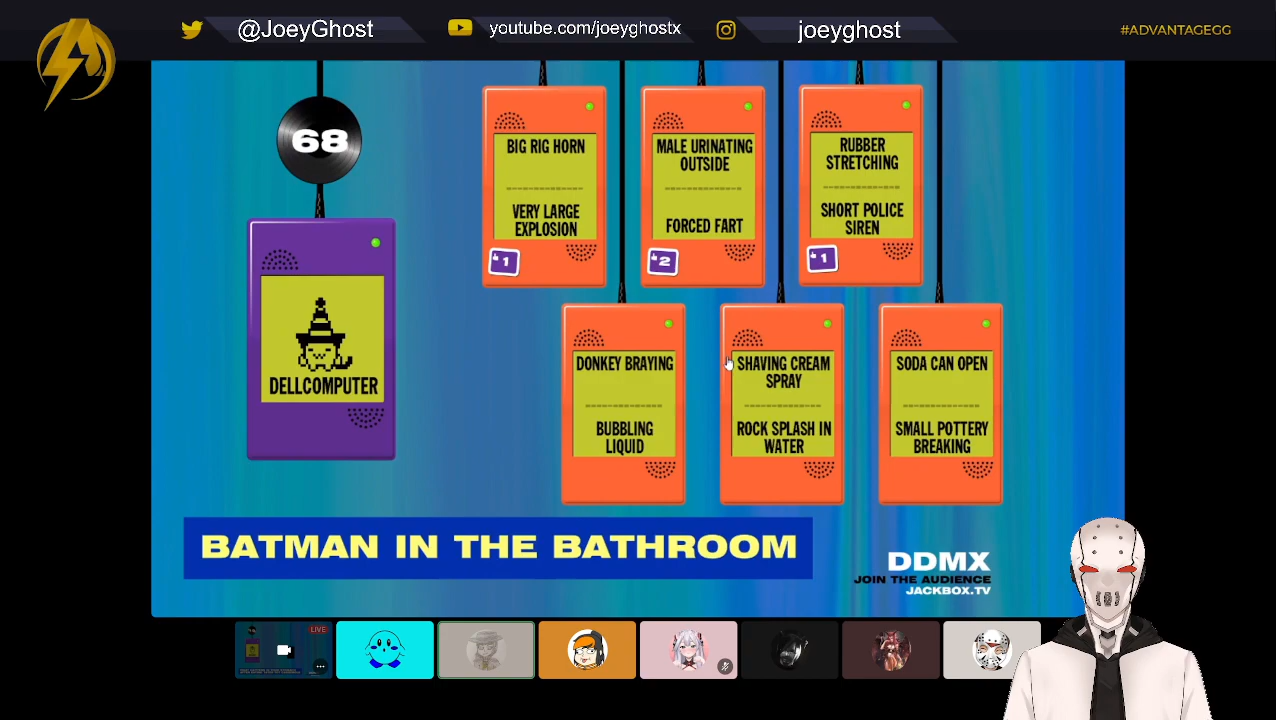 @JoeyGhost
youtube.com/joeyghostx
joeyghost
#ADVANTAGEGG
68
BIG RIG HORN
VERY LARGE
EXPLOSION
1
MALE URINATING
OUTSIDE
FORCED FART
2
RUBBER
STRETCHING
SHORT POLICE
SIREN
1
DELLCOMPUTER
DONKEY BRAYING
BUBBLING
LIQUID
SHAVING CREAM
SPRAY
ROCK SPLASH IN
WATER
SODA CAN OPEN
SMALL POTTERY
BREAKING
BATMAN IN THE BATHROOM
DDMX
JOIN THE AUDIENCE
JACKBOX.TV
LIVE